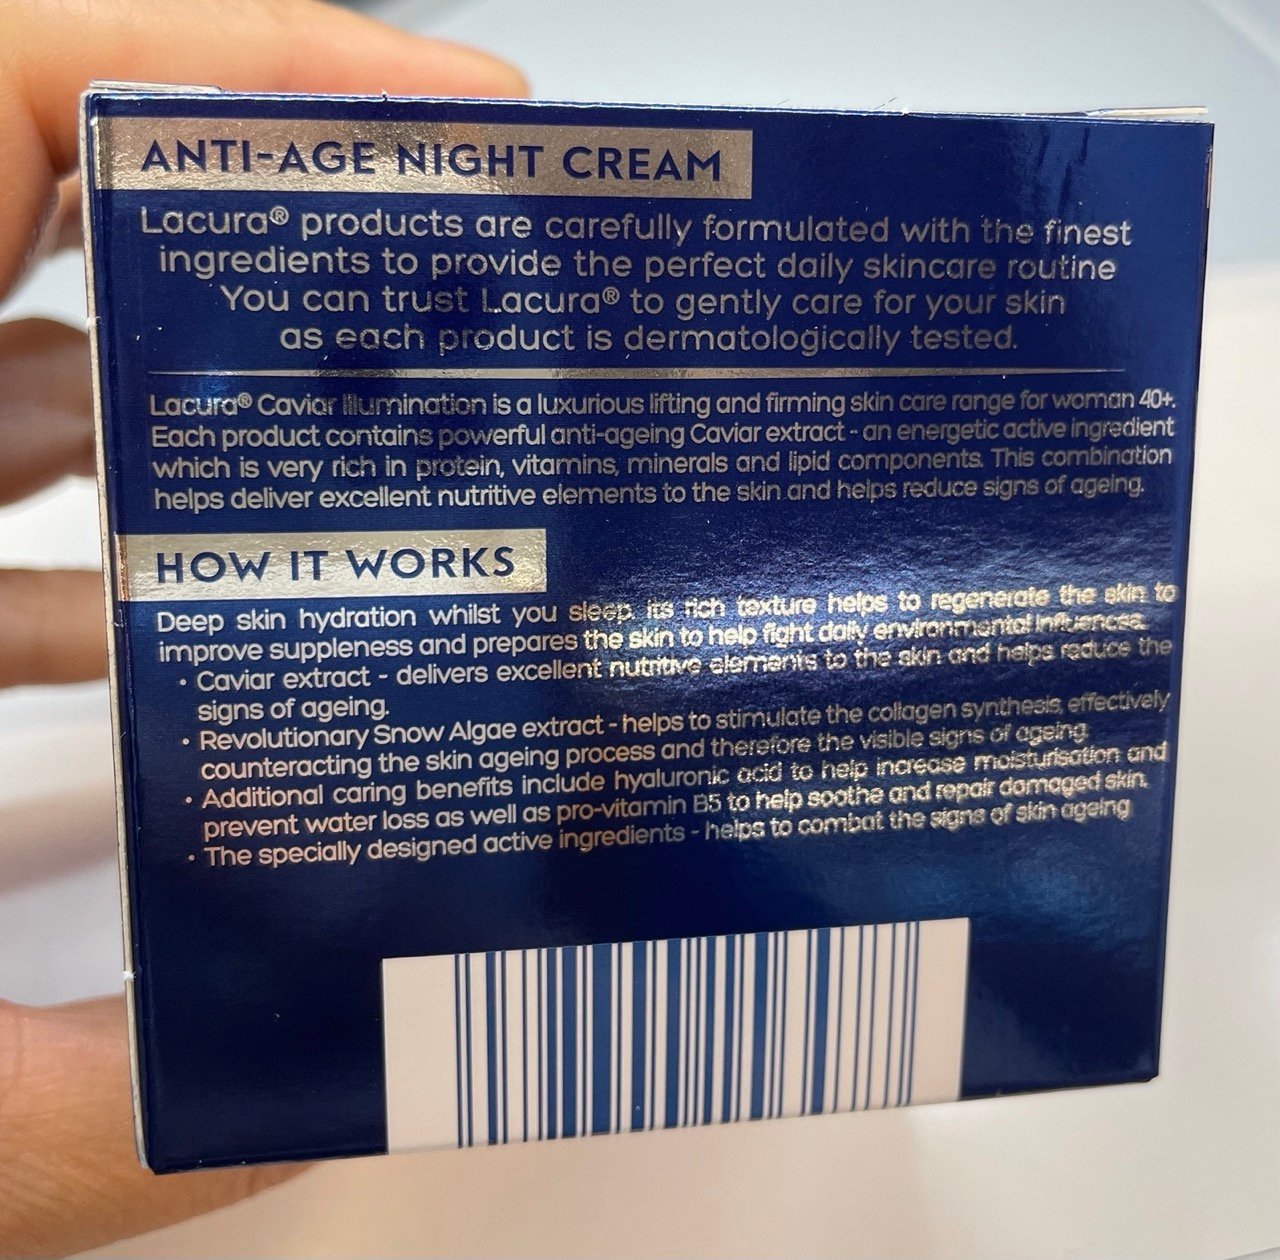 ANTI-AGE NIGHT CREAM
Lacura® products are carefully formulated with the finest
ingredients to provide the perfect daily skincare routine
You can trust Lacura® to gently care for your skin
as each product is dermatologically tested.
Lacura® Caviar Illumination is a luxurious lifting and firming skin care range for woman 40+.
Each product contains powerful anti-ageing Caviar extract - an energetic active ingredient
which is very rich in protein, vitamins, minerals and lipid components. This combination
helps deliver excellent nutritive elements to the skin and helps reduce signs of ageing.
HOW IT WORKS
Deep skin hydration whilst you sleep. Its rich texture helps to regenerate the skin to
improve suppleness and prepares the skin to help fight daily environmental influences.
• Caviar extract - delivers excellent nutritive elements to the skin and helps reduce the
signs of ageing.
• Revolutionary Snow Algae extract - helps to stimulate the collagen synthesis, effectively
counteracting the skin ageing process and therefore the visible signs of ageing.
• Additional caring benefits include hyaluronic acid to help increase moisturisation and
prevent water loss as well as pro-vitamin B5 to help soothe and repair damaged skin.
• The specially designed active ingredients - helps to combat the signs of skin ageing